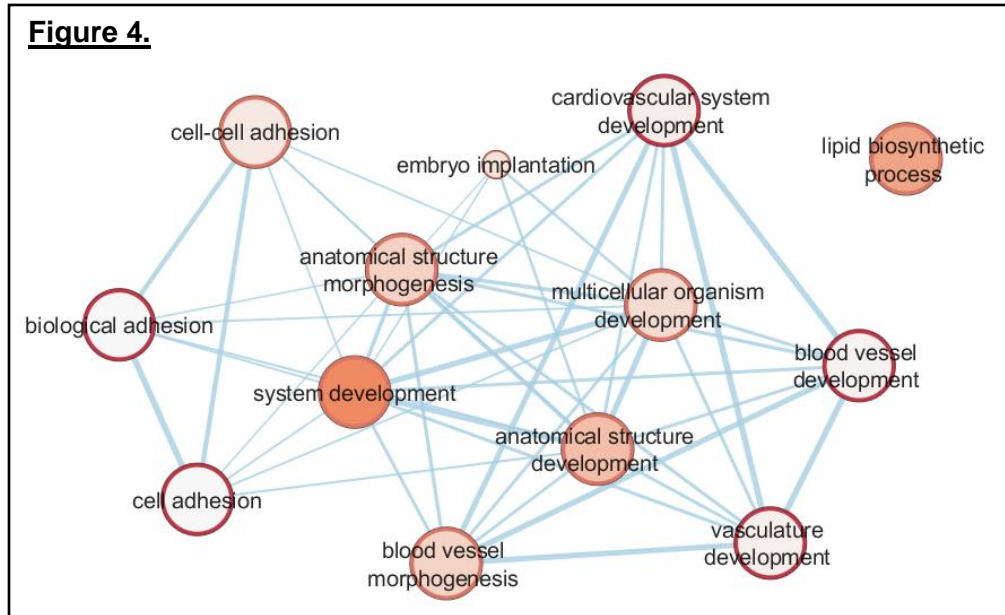 Figure 4.
cardiovascular system
development
cell-cell adhesion
lipid biosynthetic
process
embryo implantation
anatomical structure
morphogenesis
multicellular organism
development
biological adhesion
blood vessel
development
system development
anatomical structure
development
cell adhesion
vasculature
development
blood vessel
morphogenesis